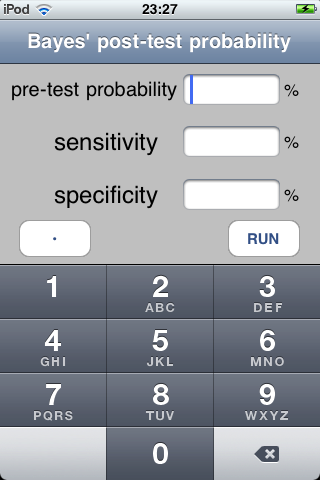 iPod 23:27
Bayes' post-test probability
pre-test probability %
sensitivity %
specificity %
. RUN
1 2 3
ABC DEF
4 5 6
GHI JKL MNO
7 8 9
PQRS TUV WXYZ
0